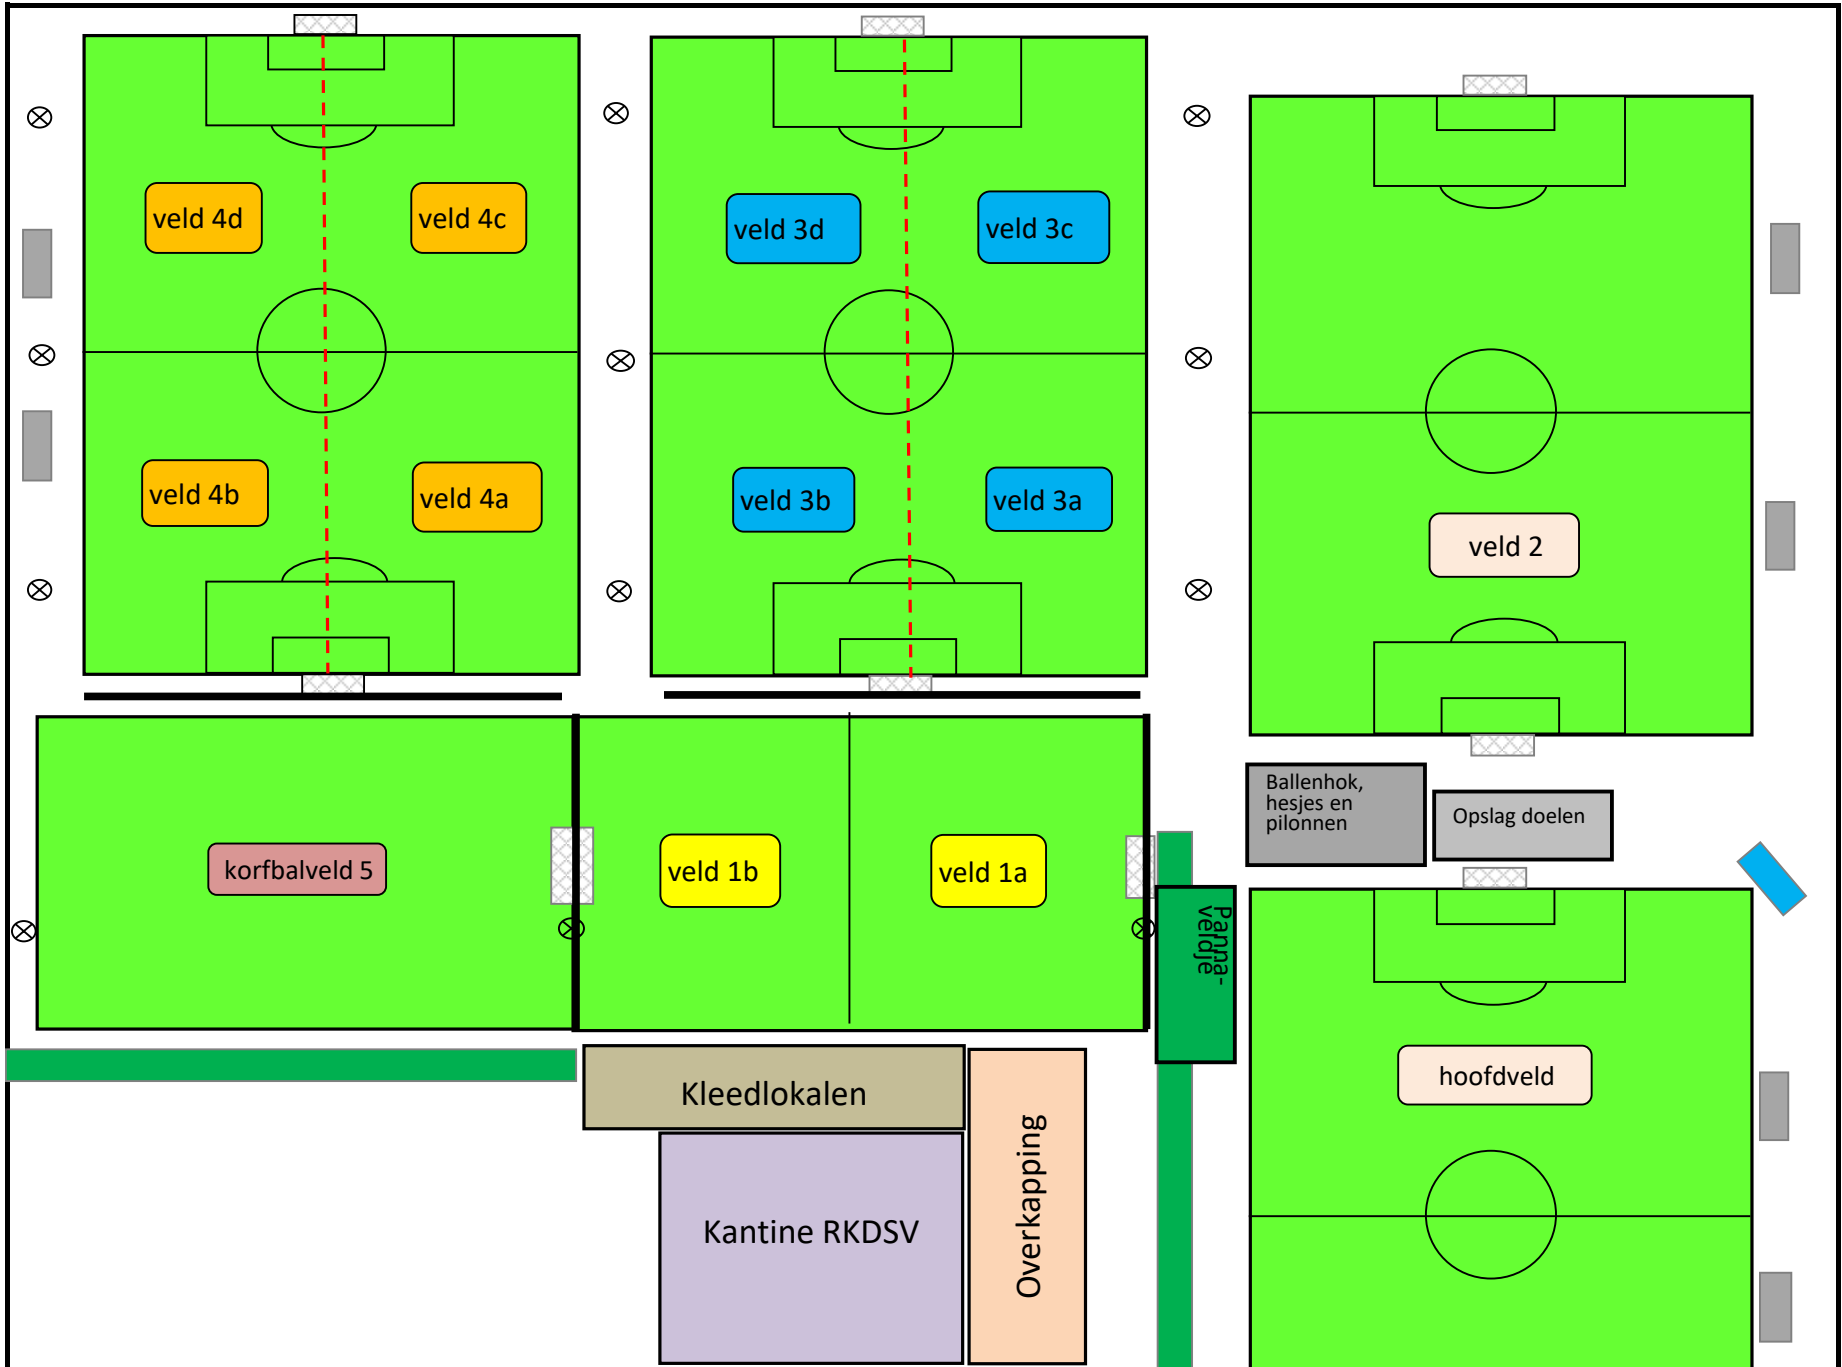 veld 4d
veld 4c
veld 3d
veld 3c
veld 4b
veld 4a
veld 3b
veld 3a
veld 2
Ballenhok,
hesjes en
pilonnen
Opslag doelen
korfbalveld 5
veld 1b
veld 1a
Panna-
veldje
hoofdveld
Kleedlokalen
Overkapping
Kantine RKDSV